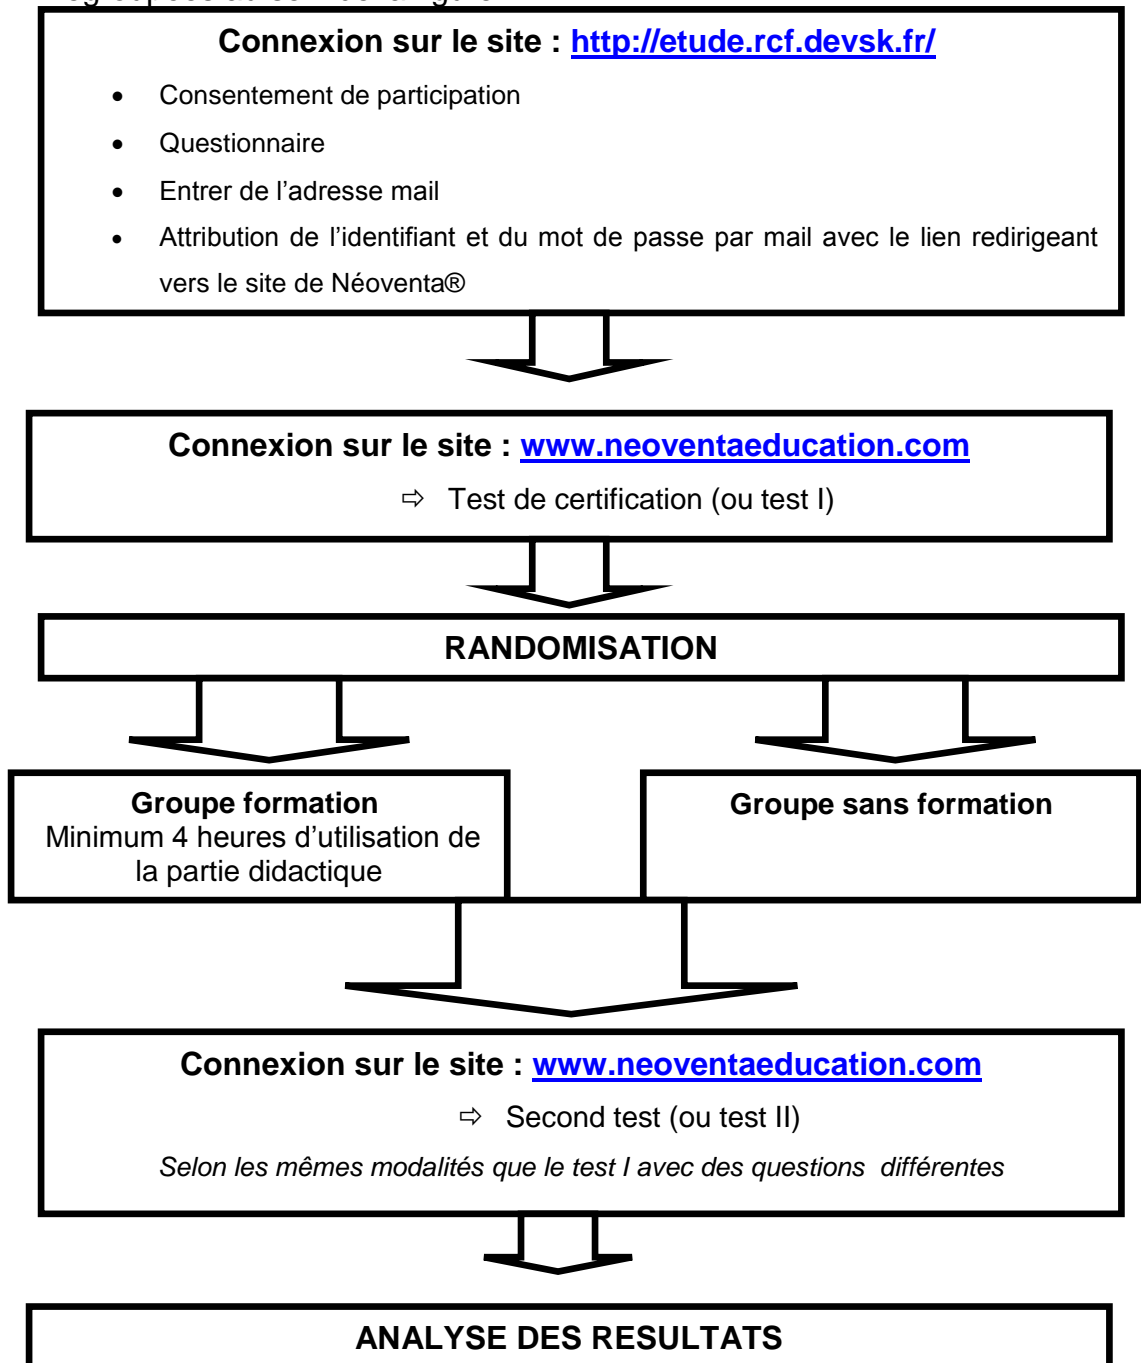 Connexion sur le site : http://etude.rcf.devsk.fr/
• Consentement de participation
• Questionnaire
• Entrer de l’adresse mail
• Attribution de l’identifiant et du mot de passe par mail avec le lien redirigeant
vers le site de Néoventa®
Connexion sur le site : www.neoventaeducation.com
⇨ Test de certification (ou test I)
RANDOMISATION
Groupe formation
Minimum 4 heures d’utilisation de
la partie didactique
Groupe sans formation
Connexion sur le site : www.neoventaeducation.com
⇨ Second test (ou test II)
Selon les mêmes modalités que le test I avec des questions différentes
ANALYSE DES RESULTATS